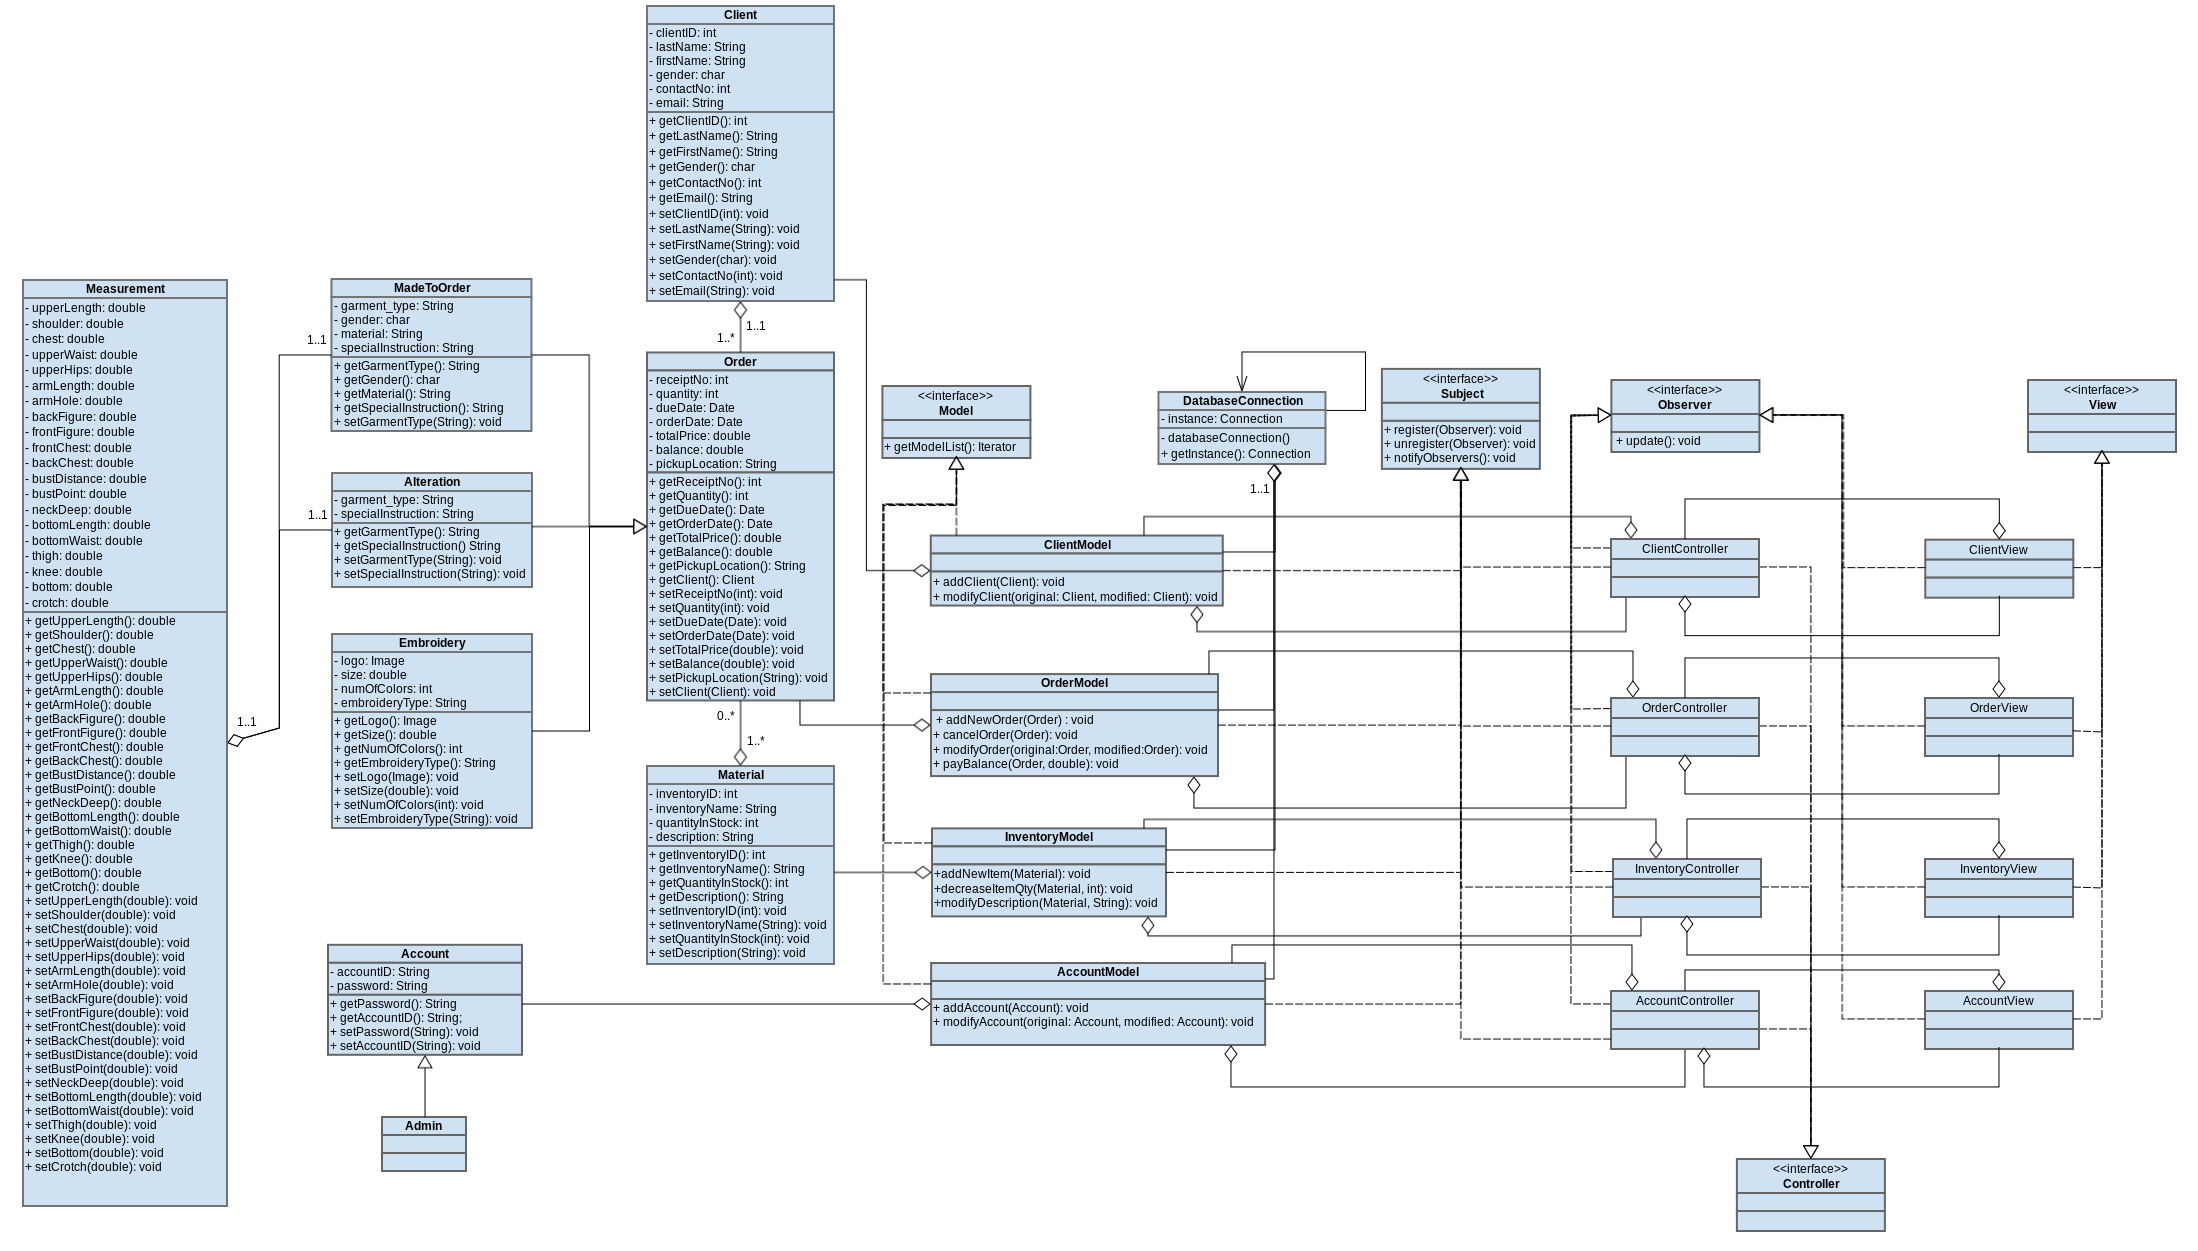 Client
- clientID: int
- lastName: String
- firstName: String
- gender: char
- contactNo: int
- email: String
+ getClientID(): int
+ getLastName(): String
+ getFirstName(): String
+ getGender(): char
+ getContactNo(): int
+ getEmail(): String
+ setClientID(int): void
+ setLastName(String): void
+ setFirstName(String): void
+ setGender(char): void
+ setContactNo(int): void
+ setEmail(String): void
1..1
1..*
Measurement
- upperLength: double
- shoulder: double
- chest: double
- upperWaist: double
- upperHips: double
- armLength: double
- armHole: double
- backFigure: double
- frontFigure: double
- frontChest: double
- backChest: double
- bustDistance: double
- bustPoint: double
- neckDeep: double
- bottomLength: double
- bottomWaist: double
- thigh: double
- knee: double
- bottom: double
- crotch: double
+ getUpperLength(): double
+ getShoulder(): double
+ getChest(): double
+ getUpperWaist(): double
+ getUpperHips(): double
+ getArmLength(): double
+ getArmHole(): double
+ getBackFigure(): double
+ getFrontFigure(): double
+ getFrontChest(): double
+ getBackChest(): double
+ getBustDistance(): double
+ getBustPoint(): double
+ getNeckDeep(): double
+ getBottomLength(): double
+ getBottomWaist(): double
+ getThigh(): double
+ getKnee(): double
+ getBottom(): double
+ getCrotch(): double
+ setUpperLength(double): void
+ setShoulder(double): void
+ setChest(double): void
+ setUpperWaist(double): void
+ setUpperHips(double): void
+ setArmLength(double): void
+ setArmHole(double): void
+ setBackFigure(double): void
+ setFrontFigure(double): void
+ setFrontChest(double): void
+ setBackChest(double): void
+ setBustDistance(double): void
+ setBustPoint(double): void
+ setNeckDeep(double): void
+ setBottomLength(double): void
+ setBottomWaist(double): void
+ setThigh(double): void
+ setKnee(double): void
+ setBottom(double): void
+ setCrotch(double): void
1..1
1..1
1..1
MadeToOrder
- garment_type: String
- gender: char
- material: String
- specialInstruction: String
+ getGarmentType(): String
+ getGender(): char
+ getMaterial(): String
+ getSpecialInstruction(): String
+ setGarmentType(String): void
Alteration
- garment_type: String
- specialInstruction: String
+ getGarmentType(): String
+ getSpecialInstruction() String
+ setGarmentType(String): void
+ setSpecialInstruction(String): void
Embroidery
- logo: Image
- size: double
- numOfColors: int
- embroideryType: String
+ getLogo(): Image
+ getSize(): double
+ getNumOfColors(): int
+ getEmbroideryType(): String
+ setLogo(Image): void
+ setSize(double): void
+ setNumOfColors(int): void
+ setEmbroideryType(String): void
Account
- accountID: String
- password: String
+ getPassword(): String
+ getAccountID(): String;
+ setPassword(String): void
+ setAccountID(String): void
Admin
Order
- receiptNo: int
- quantity: int
- dueDate: Date
- orderDate: Date
- totalPrice: double
- balance: double
- pickupLocation: String
+ getReceiptNo(): int
+ getQuantity(): int
+ getDueDate(): Date
+ getOrderDate(): Date
+ getTotalPrice(): double
+ getBalance(): double
+ getPickupLocation(): String
+ getClient(): Client
+ setReceiptNo(int): void
+ setQuantity(int): void
+ setDueDate(Date): void
+ setOrderDate(Date): void
+ setTotalPrice(double): void
+ setBalance(double): void
+ setPickupLocation(String): void
+ setClient(Client): void
0..*
1..*
Material
- inventoryID: int
- inventoryName: String
- quantityInStock: int
- description: String
+ getInventoryID(): int
+ getInventoryName(): String
+ getQuantityInStock(): int
+ getDescription(): String
+ setInventoryID(int): void
+ setInventoryName(String): void
+ setQuantityInStock(int): void
+ setDescription(String): void
<<interface>>
Model
+ getModelList(): Iterator
DatabaseConnection
- instance: Connection
- databaseConnection()
+ getInstance(): Connection
1..1
<<interface>>
Subject
+ register(Observer): void
+ unregister(Observer): void
+ notifyObservers(): void
<<interface>>
Observer
+ update(): void
<<interface>>
View
ClientModel
+ addClient(Client): void
+ modifyClient(original: Client, modified: Client): void
ClientController
ClientView
OrderModel
+ addNewOrder(Order) : void
+ cancelOrder(Order): void
+ modifyOrder(original:Order, modified:Order): void
+ payBalance(Order, double): void
OrderController
OrderView
InventoryModel
+addNewItem(Material): void
+decreaseItemQty(Material, int): void
+modifyDescription(Material, String): void
InventoryController
InventoryView
AccountModel
+ addAccount(Account): void
+ modifyAccount(original: Account, modified: Account): void
AccountController
AccountView
<<interface>>
Controller